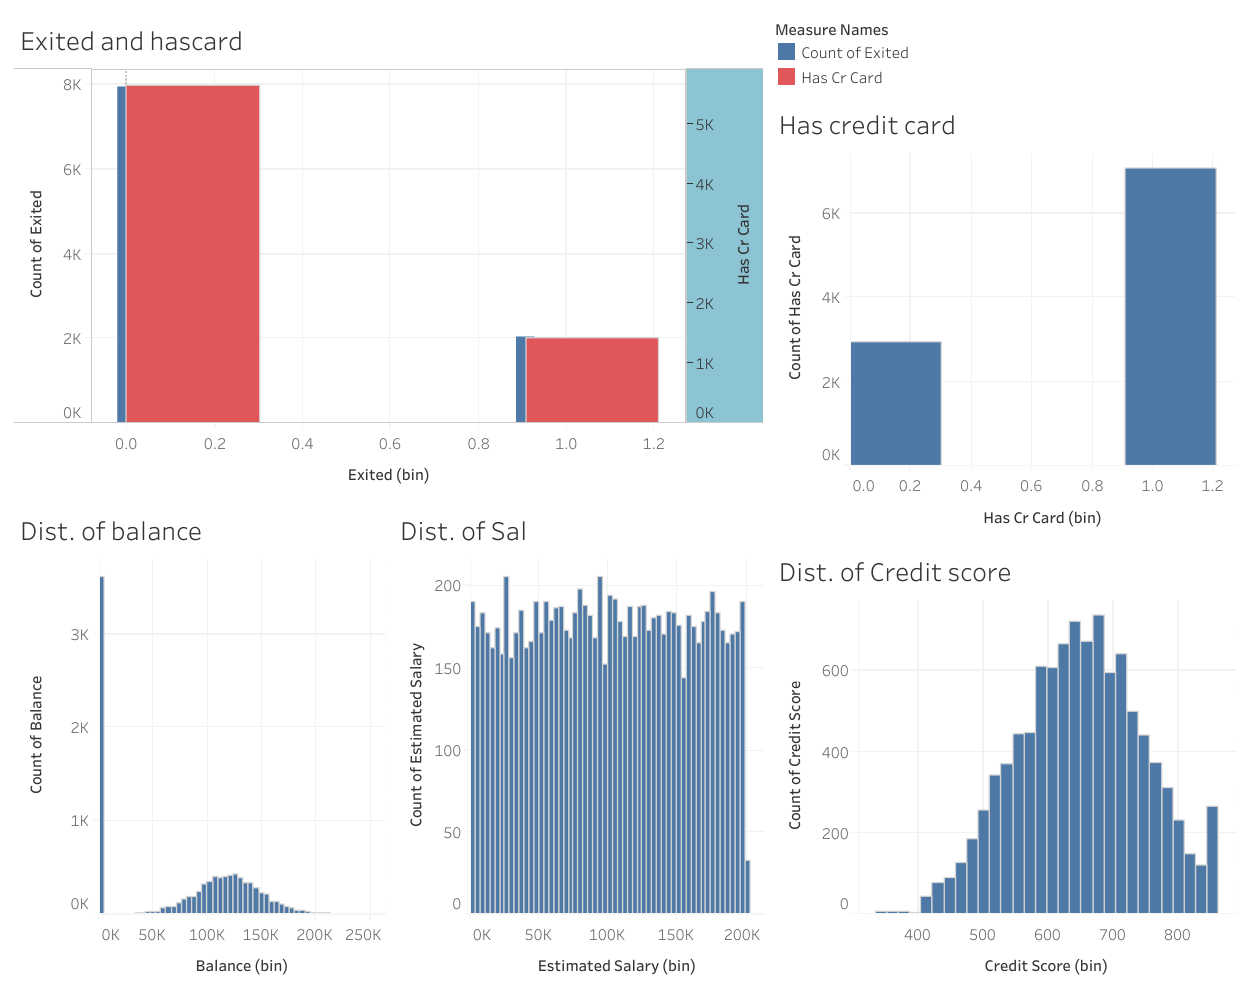 Exited and hascard
8K
6K
4K
2K
0K
Count of Exited
5K
4K
3K
2K
1K
0K
Has Cr Card
0.0 0.2 0.4 0.6 0.8 1.0 1.2
Exited (bin)
Measure Names
Count of Exited
Has Cr Card
Has credit card
6K
4K
2K
0K
Count of Has Cr Card
0.0 0.2 0.4 0.6 0.8 1.0 1.2
Has Cr Card (bin)
Dist. of balance
3K
2K
1K
0K
Count of Balance
0K 50K 100K 150K 200K 250K
Balance (bin)
Dist. of Sal
200
150
100
50
0
Count of Estimated Salary
0K 50K 100K 150K 200K
Estimated Salary (bin)
Dist. of Credit score
600
400
200
0
Count of Credit Score
400 500 600 700 800
Credit Score (bin)